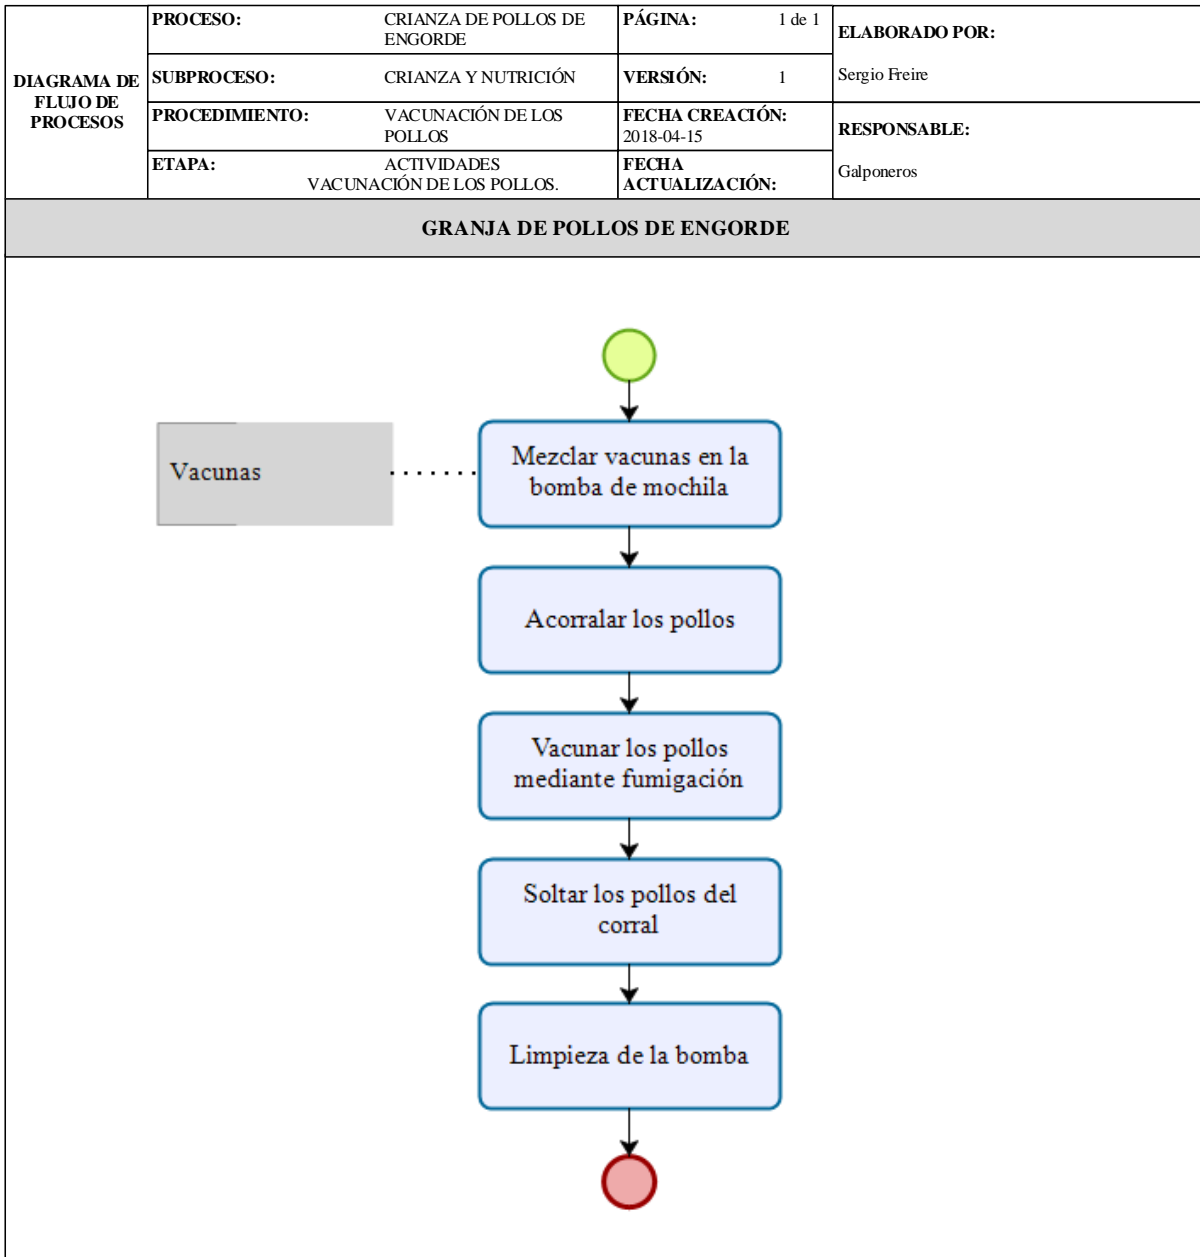 DIAGRAMA DE
FLUJO DE
PROCESOS
PROCESO: CRIANZA DE POLLOS DE
ENGORDE
PÁGINA: 1 de 1
ELABORADO POR:
Sergio Freire
SUBPROCESO: CRIANZA Y NUTRICIÓN
VERSIÓN: 1
PROCEDIMIENTO: VACUNACIÓN DE LOS
POLLOS
FECHA CREACIÓN:
2018-04-15
RESPONSABLE:
Galponeros
ETAPA: ACTIVIDADES
VACUNACIÓN DE LOS POLLOS.
FECHA
ACTUALIZACIÓN:
GRANJA DE POLLOS DE ENGORDE
Vacunas
Mezclar vacunas en la
bomba de mochila
Acorralar los pollos
Vacunar los pollos
mediante fumigación
Soltar los pollos del
corral
Limpieza de la bomba